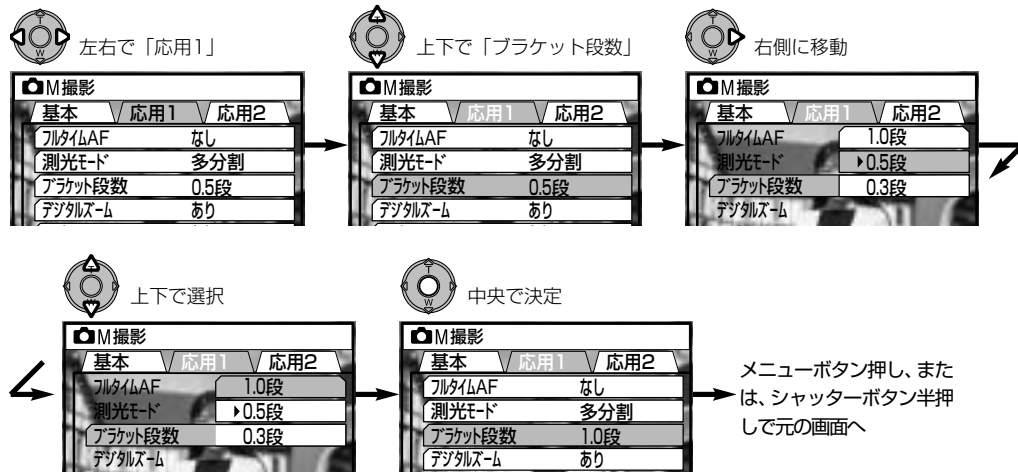 左右で「応用1」
M撮影
基本 応用1 応用2
フルタイムAF なし
測光モード 多分割
ブラケット段数 0.5段
デジタルズーム あり
上下で「ブラケット段数」
M撮影
基本 応用1 応用2
フルタイムAF なし
測光モード 多分割
ブラケット段数 0.5段
デジタルズーム あり
右側に移動
M撮影
基本 応用1 応用2
フルタイムAF 1.0段
測光モード 0.5段
ブラケット段数 0.3段
デジタルズーム
上下で選択
M撮影
基本 応用1 応用2
フルタイムAF 1.0段
測光モード 0.5段
ブラケット段数 0.3段
デジタルズーム
中央で決定
M撮影
基本 応用1 応用2
フルタイムAF なし
測光モード 多分割
ブラケット段数 1.0段
デジタルズーム あり
メニューボタン押し、また
は、シャッターボタン半押
しで元の画面へ